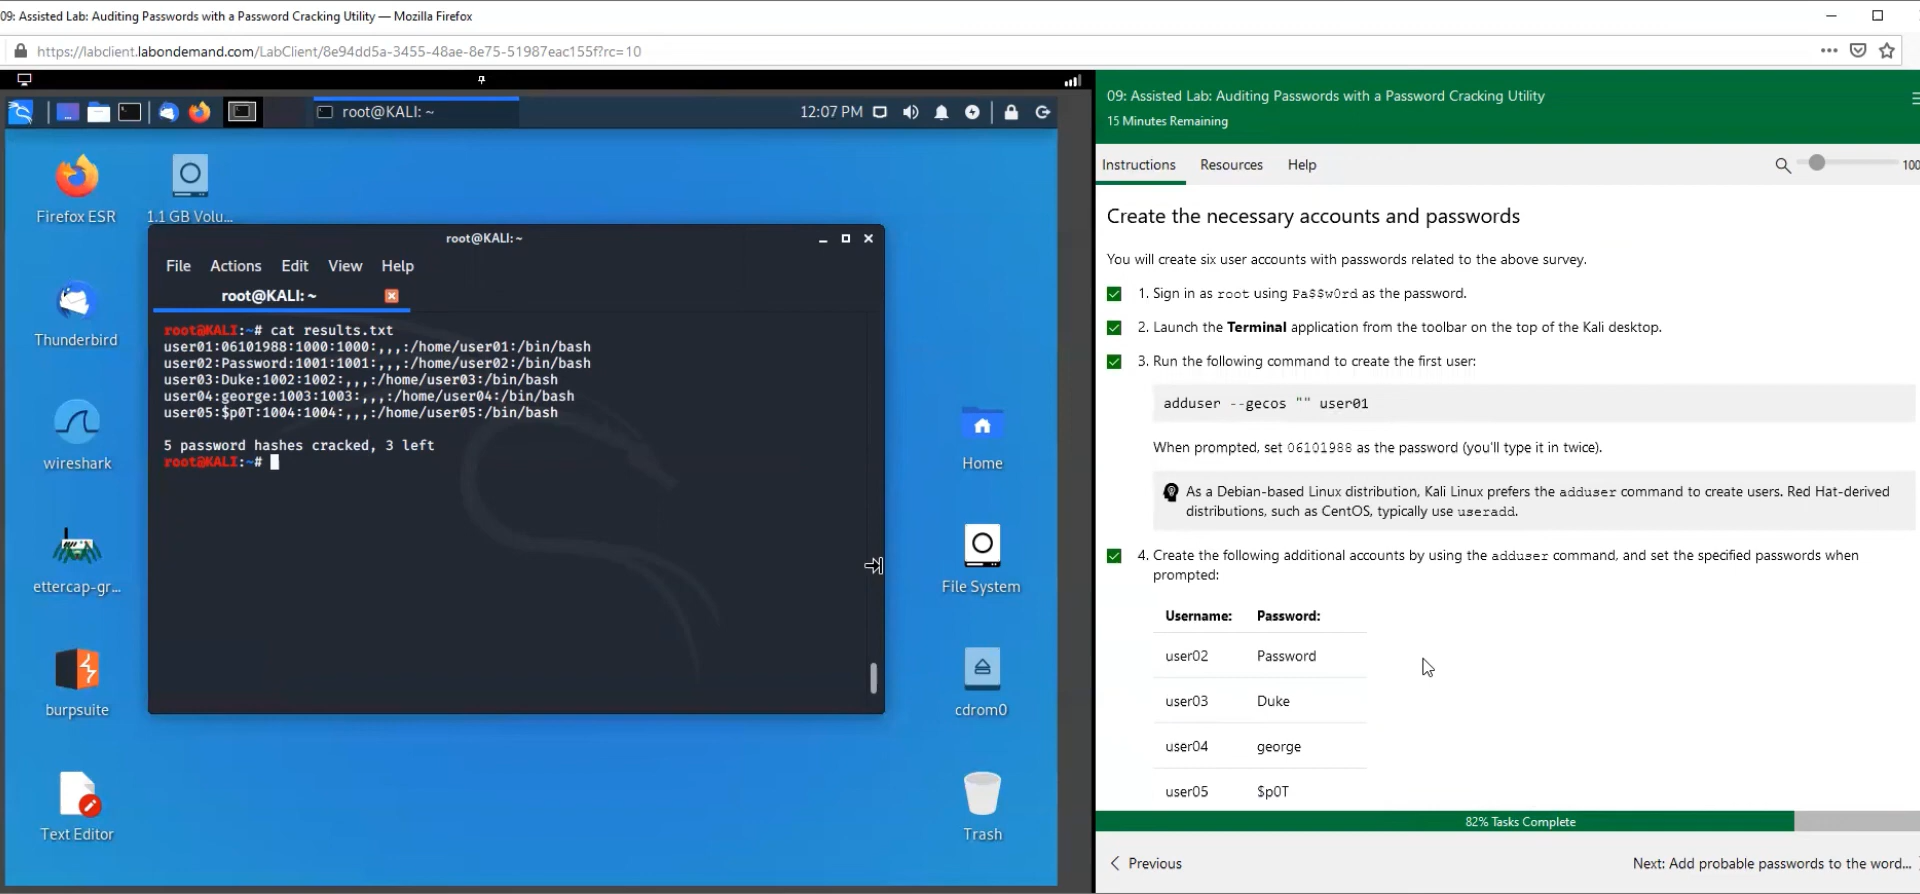 09: Assisted Lab: Auditing Passwords with a Password Cracking Utility — Mozilla Firefox
https://labclient.labondemand.com/LabClient/8e94dd5a-3455-48ae-8e75-51987eac155f?rc=10
root@KALI: ~
12:07 PM
Firefox ESR
1.1 GB Volu...
Thunderbird
wireshark
ettercap-gr...
burpsuite
Text Editor
Home
File System
cdrom0
Trash
root@KALI: ~
File Actions Edit View Help
root@KALI: ~
root@KALI:~# cat results.txt
user01:06101988:1000:1000:,,,:/home/user01:/bin/bash
user02:Password:1001:1001:,,,:/home/user02:/bin/bash
user03:Duke:1002:1002:,,,:/home/user03:/bin/bash
user04:george:1003:1003:,,,:/home/user04:/bin/bash
user05:$p0T:1004:1004:,,,:/home/user05:/bin/bash
5 password hashes cracked, 3 left
root@KALI:~#
09: Assisted Lab: Auditing Passwords with a Password Cracking Utility
15 Minutes Remaining
Instructions Resources Help
100
Create the necessary accounts and passwords
You will create six user accounts with passwords related to the above survey.
1. Sign in as root using Pa$$w0rd as the password.
2. Launch the Terminal application from the toolbar on the top of the Kali desktop.
3. Run the following command to create the first user:
adduser --gecos "" user01
When prompted, set 06101988 as the password (you'll type it in twice).
As a Debian-based Linux distribution, Kali Linux prefers the adduser command to create users. Red Hat-derived
distributions, such as CentOS, typically use useradd.
4. Create the following additional accounts by using the adduser command, and set the specified passwords when
prompted:
Username: Password:
user02 Password
user03 Duke
user04 george
user05 $p0T
82% Tasks Complete
Previous
Next: Add probable passwords to the word...